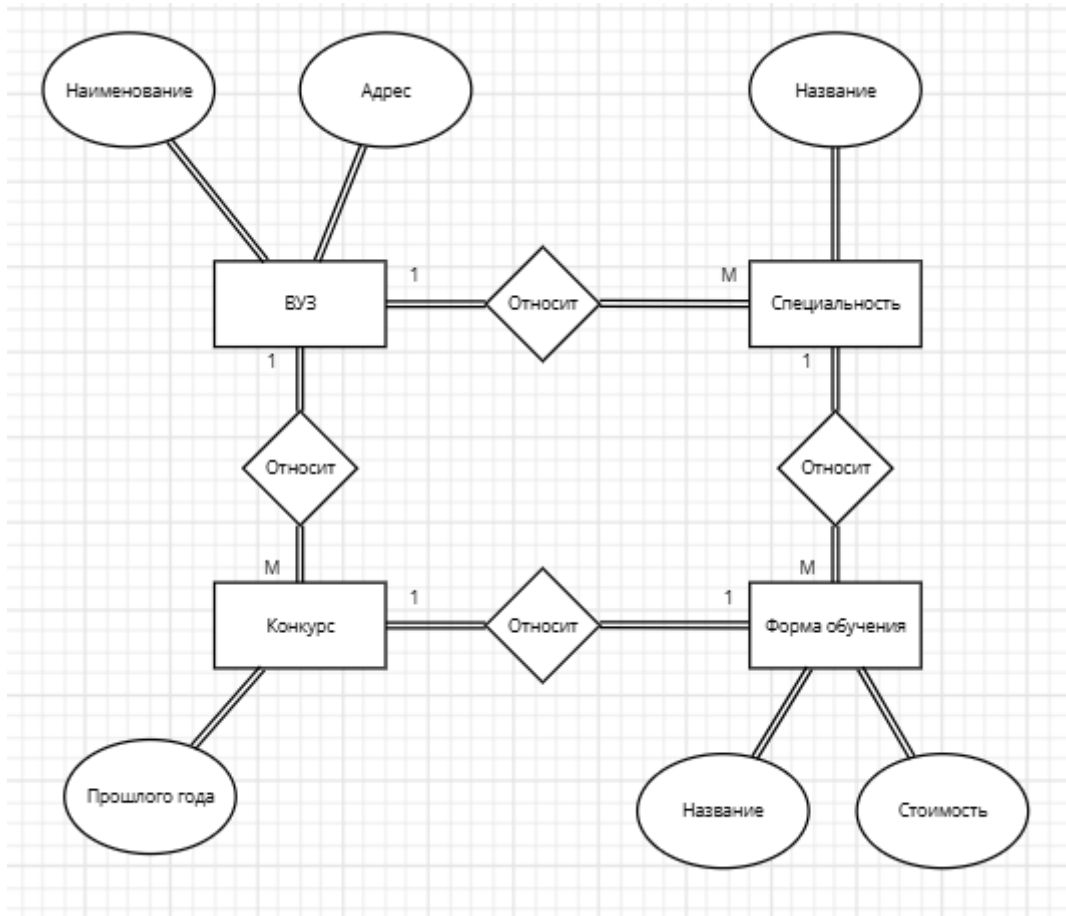 Наименование
Адрес
Название
ВУЗ
1
Относит
М
Специальность
1
1
Относит
Относит
М
М
Конкурс
1
Относит
1
Форма обучения
Прошлого года
Название
Стоимость